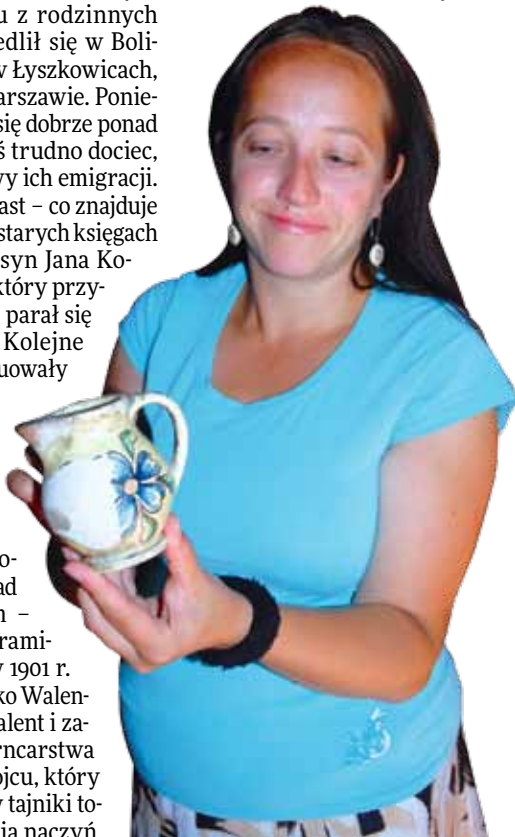 u z rodzinnych
edlił się w Boli-
w Łyszkowicach,
arszawie. Ponie-
się dobrze ponad
ś trudno dociec,
wy ich emigracji.
ast – co znajduje
starych księgach
syn Jana Ko-
który przy-
parał się
Kolejne
uowały
o-
ad
n –
rami-
w 1901 r.
ko Walen-
alent i za-
rncarstwa
ojcu, który
y tajniki to-
ia naczyń